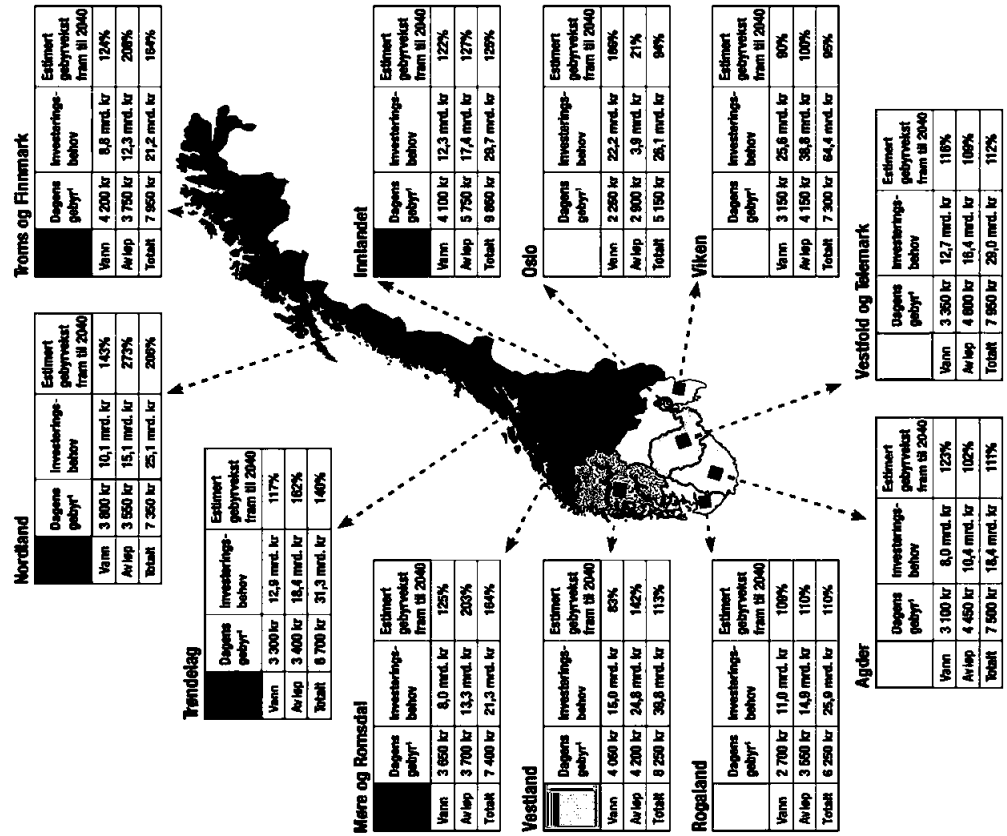 Nordland
Dagens gebyr¹ Investerings-behov Estimert gebyrvekst fram til 2040
Vann 3 800 kr 10,1 mrd. kr 143%
Avløp 3 550 kr 15,1 mrd. kr 273%
Totalt 7 350 kr 25,1 mrd. kr 206%
Troms og Finnmark
Dagens gebyr¹ Investerings-behov Estimert gebyrvekst fram til 2040
Vann 4 200 kr 8,8 mrd. kr 124%
Avløp 3 750 kr 12,3 mrd. kr 208%
Totalt 7 950 kr 21,2 mrd. kr 164%
Trøndelag
Dagens gebyr¹ Investerings-behov Estimert gebyrvekst fram til 2040
Vann 3 300 kr 12,9 mrd. kr 117%
Avløp 3 400 kr 18,4 mrd. kr 162%
Totalt 6 700 kr 31,3 mrd. kr 140%
Møre og Romsdal
Dagens gebyr¹ Investerings-behov Estimert gebyrvekst fram til 2040
Vann 3 650 kr 8,0 mrd. kr 125%
Avløp 3 700 kr 13,3 mrd. kr 203%
Totalt 7 400 kr 21,3 mrd. kr 164%
Innlandet
Dagens gebyr¹ Investerings-behov Estimert gebyrvekst fram til 2040
Vann 4 100 kr 12,3 mrd. kr 122%
Avløp 5 750 kr 17,4 mrd. kr 127%
Totalt 9 850 kr 29,7 mrd. kr 125%
Vestland
Dagens gebyr¹ Investerings-behov Estimert gebyrvekst fram til 2040
Vann 4 050 kr 15,0 mrd. kr 83%
Avløp 4 200 kr 24,8 mrd. kr 142%
Totalt 8 250 kr 39,8 mrd. kr 113%
Oslo
Dagens gebyr¹ Investerings-behov Estimert gebyrvekst fram til 2040
Vann 2 250 kr 22,2 mrd. kr 186%
Avløp 2 900 kr 3,9 mrd. kr 21%
Totalt 5 150 kr 26,1 mrd. kr 94%
Rogaland
Dagens gebyr¹ Investerings-behov Estimert gebyrvekst fram til 2040
Vann 2 700 kr 11,0 mrd. kr 109%
Avløp 3 550 kr 14,9 mrd. kr 110%
Totalt 6 250 kr 25,9 mrd. kr 110%
Viken
Dagens gebyr¹ Investerings-behov Estimert gebyrvekst fram til 2040
Vann 3 150 kr 25,6 mrd. kr 90%
Avløp 4 150 kr 38,8 mrd. kr 100%
Totalt 7 300 kr 64,4 mrd. kr 95%
Agder
Dagens gebyr¹ Investerings-behov Estimert gebyrvekst fram til 2040
Vann 3 100 kr 8,0 mrd. kr 123%
Avløp 4 450 kr 10,4 mrd. kr 102%
Totalt 7 500 kr 18,4 mrd. kr 111%
Vestfold og Telemark
Dagens gebyr¹ Investerings-behov Estimert gebyrvekst fram til 2040
Vann 3 350 kr 12,7 mrd. kr 116%
Avløp 4 600 kr 16,4 mrd. kr 109%
Totalt 7 950 kr 29,0 mrd. kr 112%